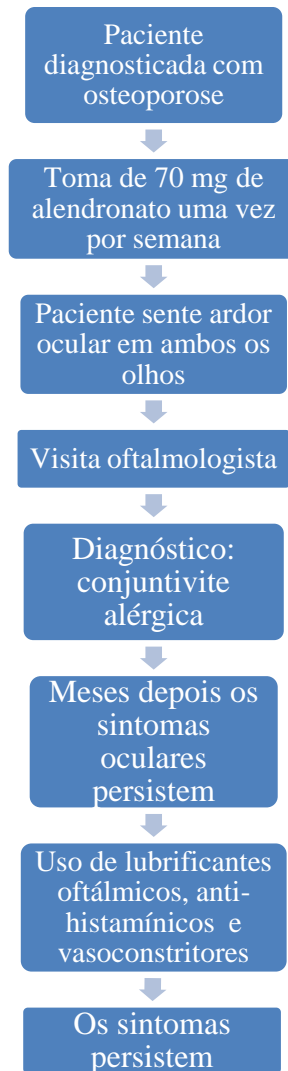 Paciente
diagnosticada com
osteoporose
Toma de 70 mg de
alendronato uma vez
por semana
Paciente sente ardor
ocular em ambos os
olhos
Visita oftalmologista
Diagnóstico:
conjuntivite
alérgica
Meses depois os
sintomas
oculares
persistem
Uso de lubrificantes
oftálmicos, anti-
histamínicos e
vasoconstritores
Os sintomas
persistem